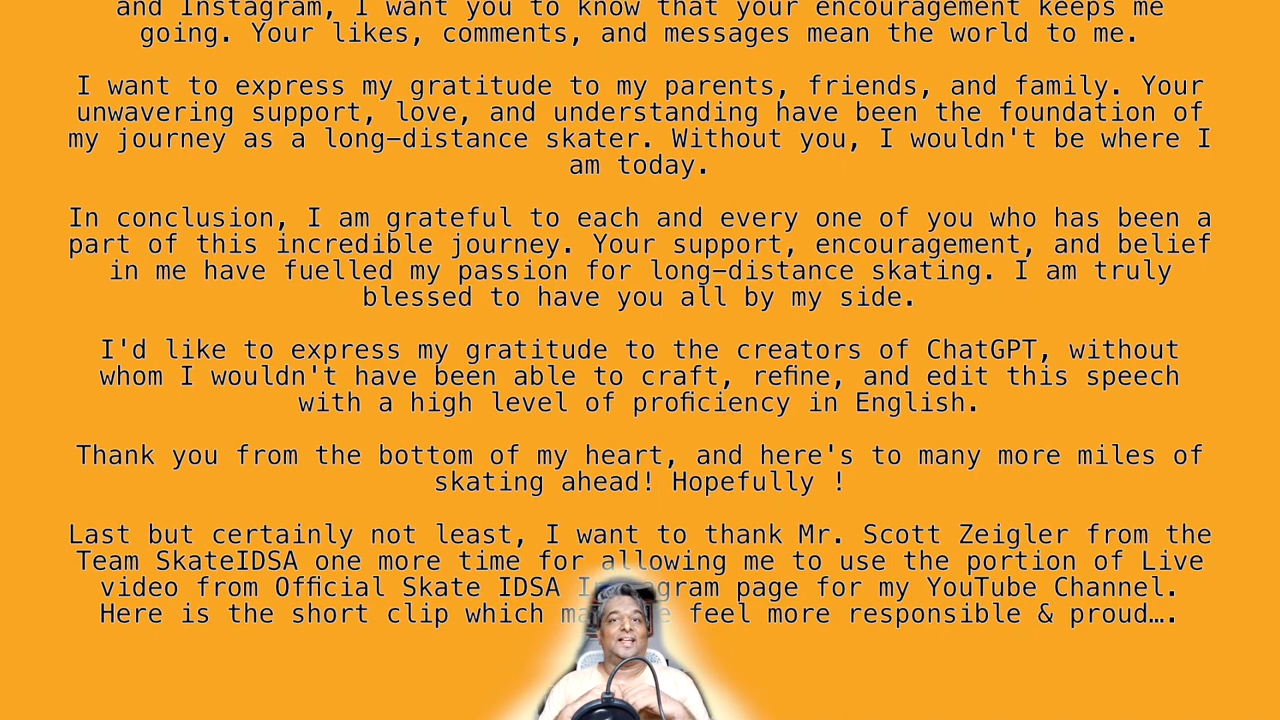 and Instagram, I want you to know that your encouragement keeps me
going. Your likes, comments, and messages mean the world to me.
I want to express my gratitude to my parents, friends, and family. Your
unwavering support, love, and understanding have been the foundation of
my journey as a long-distance skater. Without you, I wouldn't be where I
am today.
In conclusion, I am grateful to each and every one of you who has been a
part of this incredible journey. Your support, encouragement, and belief
in me have fuelled my passion for long-distance skating. I am truly
blessed to have you all by my side.
I'd like to express my gratitude to the creators of ChatGPT, without
whom I wouldn't have been able to craft, refine, and edit this speech
with a high level of proficiency in English.
Thank you from the bottom of my heart, and here's to many more miles of
skating ahead! Hopefully !
Last but certainly not least, I want to thank Mr. Scott Zeigler from the
Team SkateIDSA one more time for allowing me to use the portion of Live
video from Official Skate IDSA Instagram page for my YouTube Channel.
Here is the short clip which feel more responsible & proud….